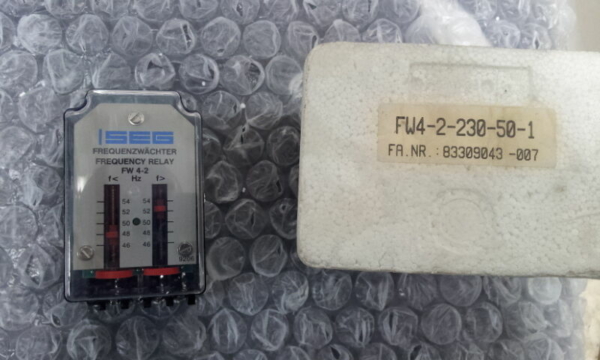 SEG
FREQUENZWÄCHTER
FREQUENCY RELAY
FW 4-2
f< Hz f>
54 54
52 52
50 50
48 48
46 46
FW4-2-230-50-1
FA.NR.:83309043 -007